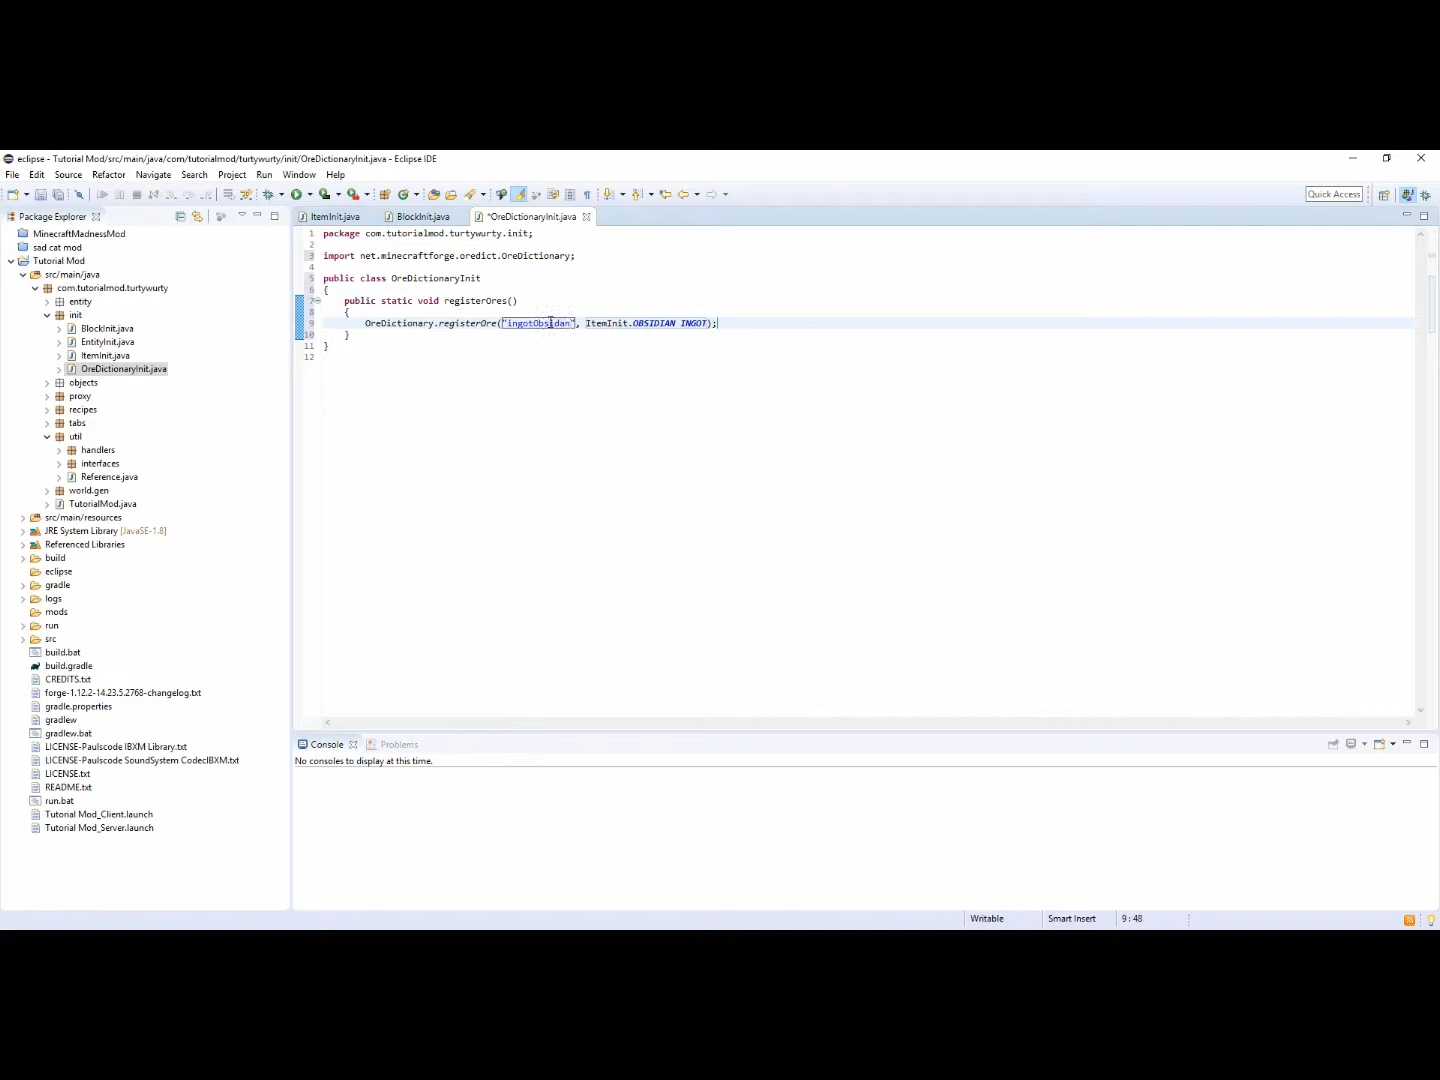 eclipse - Tutorial Mod/src/main/java/com/tutorialmod/turtywurty/init/OreDictionaryInit.java - Eclipse IDE
File Edit Source Refactor Navigate Search Project Run Window Help
Quick Access
Package Explorer
ItemInit.java BlockInit.java *OreDictionaryInit.java
MinecraftMadnessMod
sad cat mod
Tutorial Mod
src/main/java
com.tutorialmod.turtywurty
entity
init
BlockInit.java
EntityInit.java
ItemInit.java
OreDictionaryInit.java
objects
proxy
recipes
tabs
util
handlers
interfaces
Reference.java
world.gen
TutorialMod.java
src/main/resources
JRE System Library [JavaSE-1.8]
Referenced Libraries
build
eclipse
gradle
logs
mods
run
src
build.bat
build.gradle
CREDITS.txt
forge-1.12.2-14.23.5.2768-changelog.txt
gradle.properties
gradlew
gradlew.bat
LICENSE-Paulscode IBXM Library.txt
LICENSE-Paulscode SoundSystem CodecIBXM.txt
LICENSE.txt
README.txt
run.bat
Tutorial Mod_Client.launch
Tutorial Mod_Server.launch
1 package com.tutorialmod.turtywurty.init;
2
3 import net.minecraftforge.oredict.OreDictionary;
4
5 public class OreDictionaryInit
6 {
7 public static void registerOres()
8 {
9 OreDictionary.registerOre("ingotObsidan", ItemInit.OBSIDIAN_INGOT);
10 }
11 }
12
Console Problems
No consoles to display at this time.
Writable Smart Insert 9 : 48